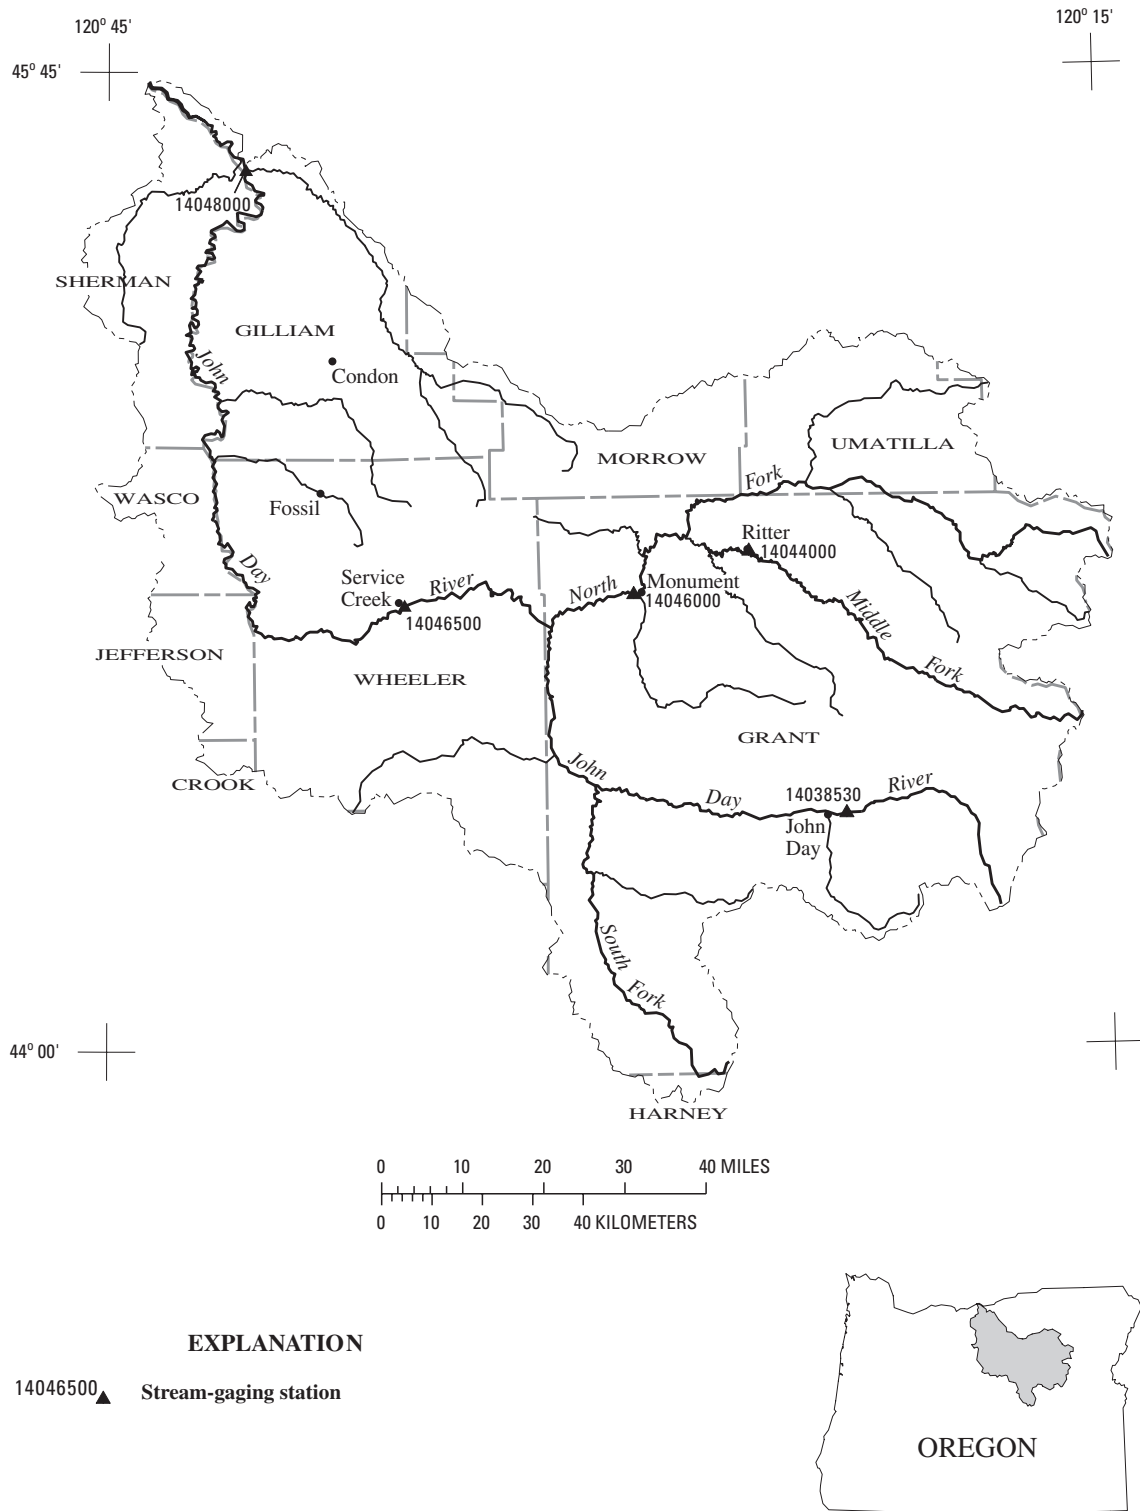 120° 45'
120° 15'
45° 45'
14048000
SHERMAN
GILLIAM
John
Condon
UMATILLA
MORROW
Fork
WASCO
Fossil
Ritter
14044000
Day
Service
Creek
River
North
Monument
14046000
14046500
Middle
JEFFERSON
Fork
WHEELER
GRANT
John
CROOK
Day
14038530
River
John
Day
South
Fork
44° 00'
HARNEY
0 10 20 30 40 MILES
0 10 20 30 40 KILOMETERS
EXPLANATION
14046500
Stream-gaging station
OREGON